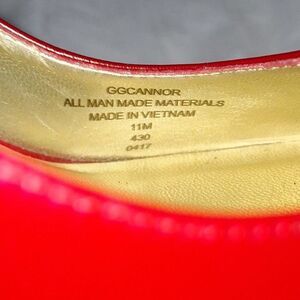 GGCANNOR
ALL MAN MADE MATERIALS
MADE IN VIETNAM
11M
430
0417